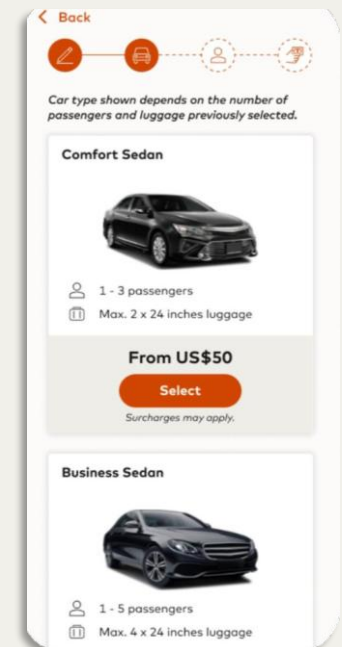 Back
Car type shown depends on the number of
passengers and luggage previously selected.
Comfort Sedan
1 - 3 passengers
Max. 2 x 24 inches luggage
From US$50
Select
Surcharges may apply.
Business Sedan
1 - 5 passengers
Max. 4 x 24 inches luggage